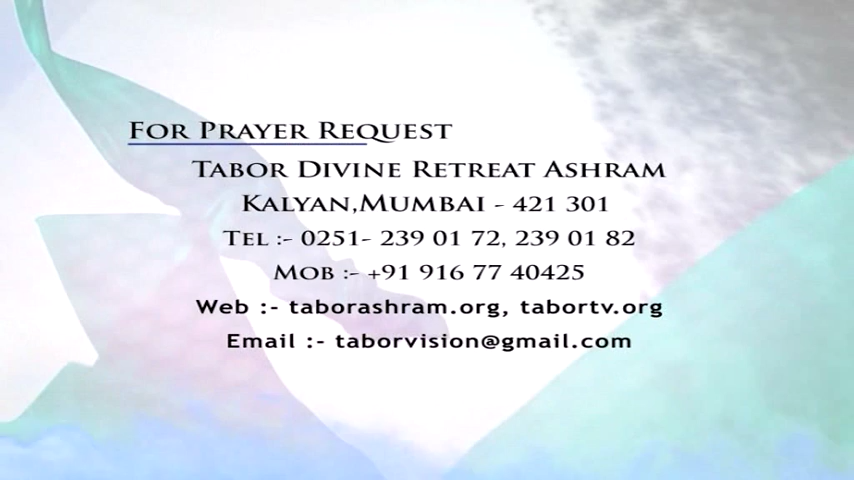 For Prayer Request
Tabor Divine Retreat Ashram
Kalyan,Mumbai - 421 301
Tel :- 0251- 239 01 72, 239 01 82
Mob :- +91 916 77 40425
Web :- taborashram.org, tabortv.org
Email :- taborvision@gmail.com